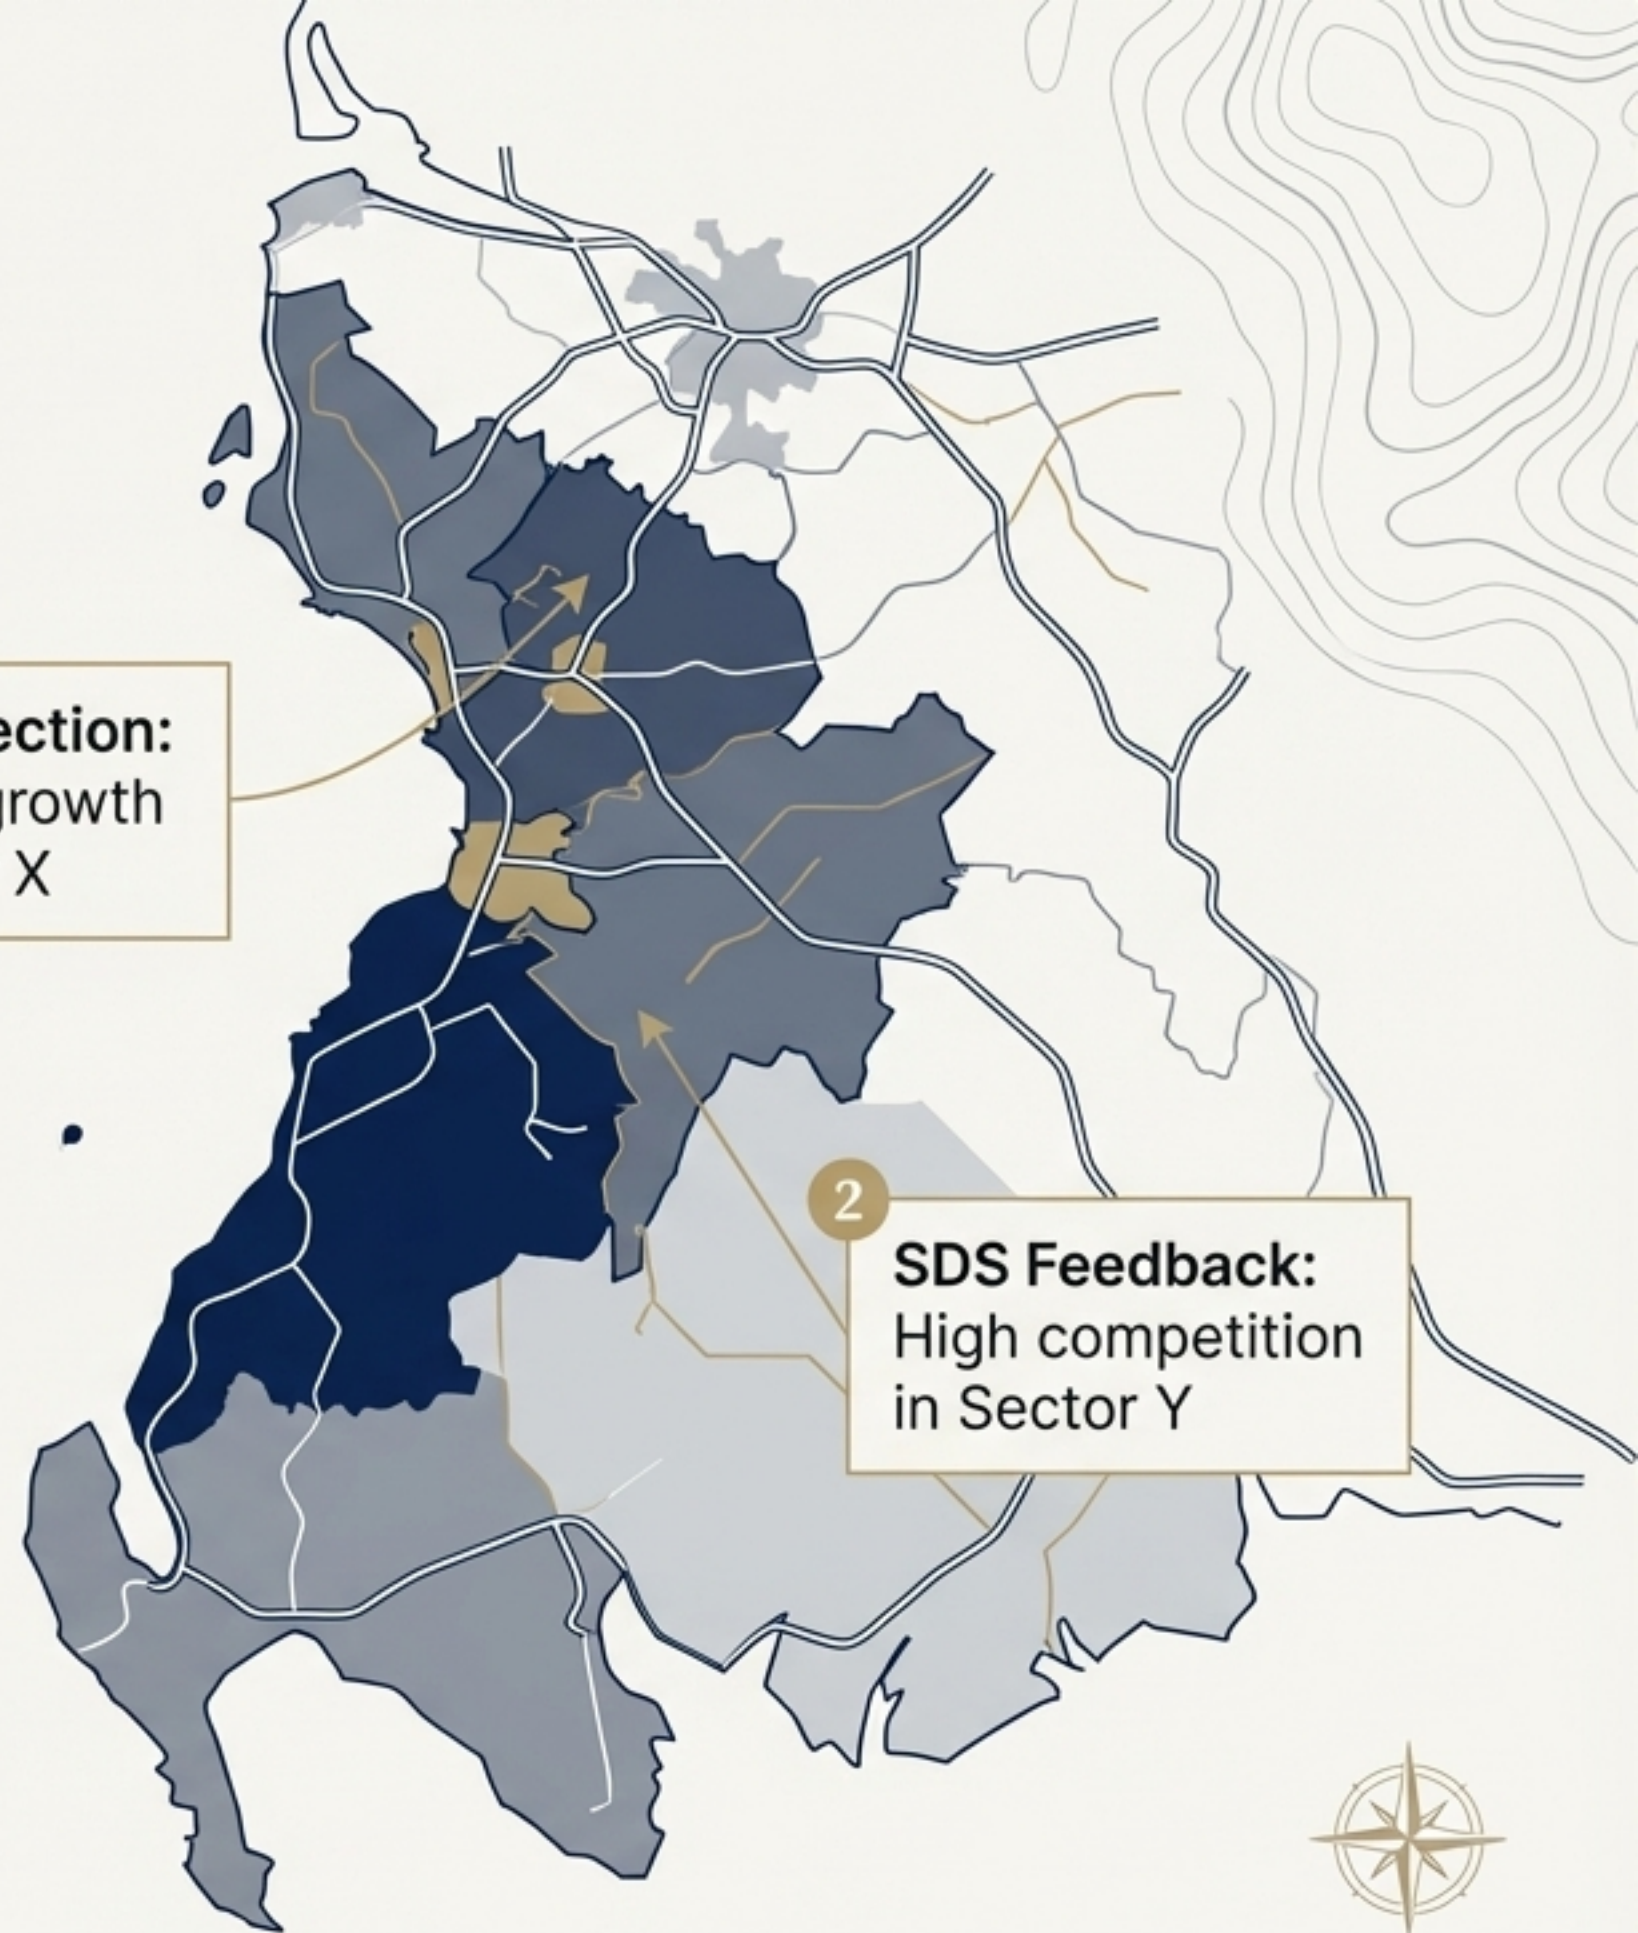 ection:
growth
X
2
SDS Feedback:
High competition
in Sector Y